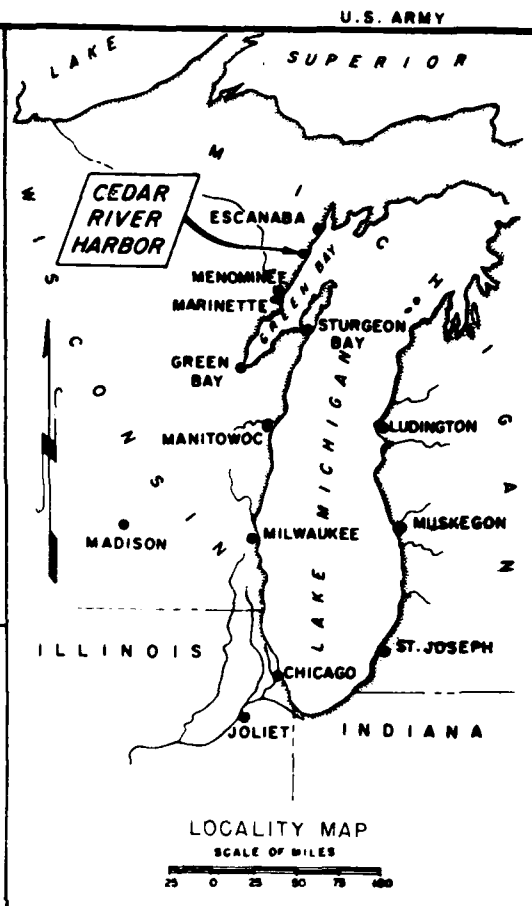 U.S. ARMY
LAKE SUPERIOR
MICHIGAN
WISCONSIN
CEDAR
RIVER
HARBOR
ESCANABA
GREEN BAY
MENOMINEE
MARINETTE
STURGEON
BAY
GREEN
BAY
LAKE MICHIGAN
MANITOWOC
LUDINGTON
MADISON
MILWAUKEE
MUSKEGON
ILLINOIS
ST. JOSEPH
CHICAGO
JOLIET
INDIANA
LOCALITY MAP
SCALE OF MILES
25 0 25 50 75